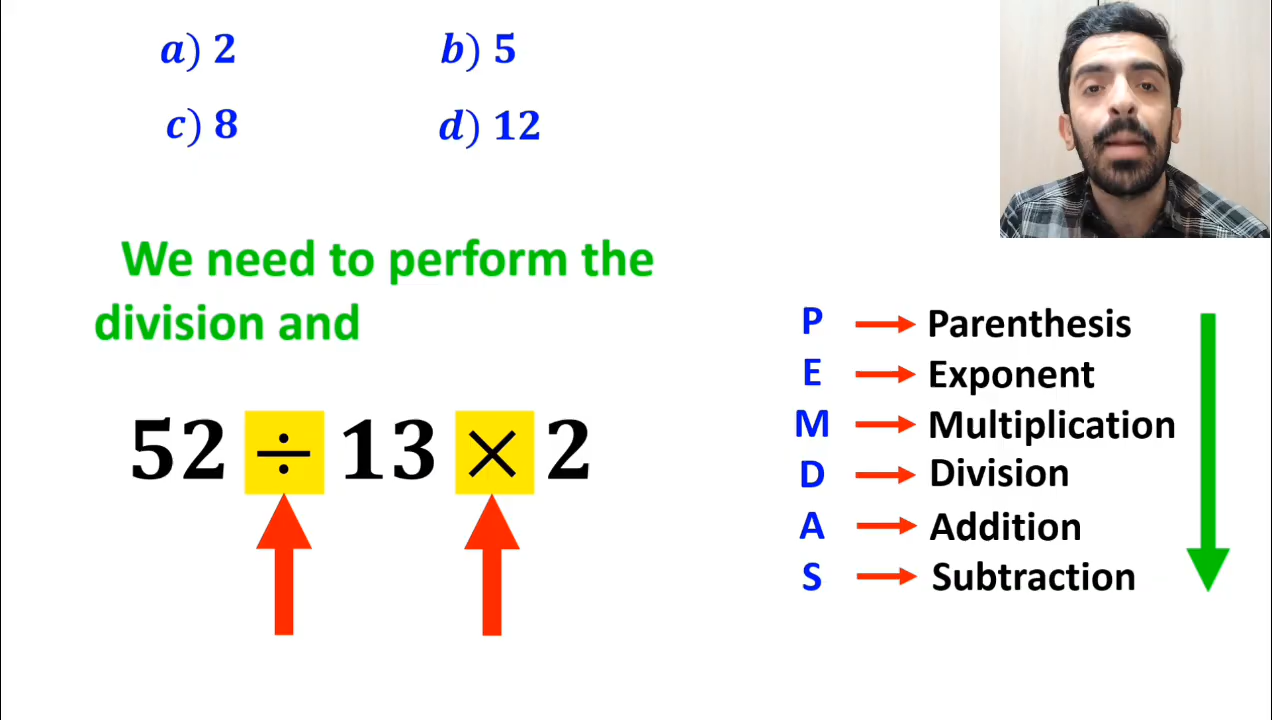 a) 2 b) 5
c) 8 d) 12
We need to perform the
division and
52 ÷ 13 × 2
P Parenthesis
E Exponent
M Multiplication
D Division
A Addition
S Subtraction